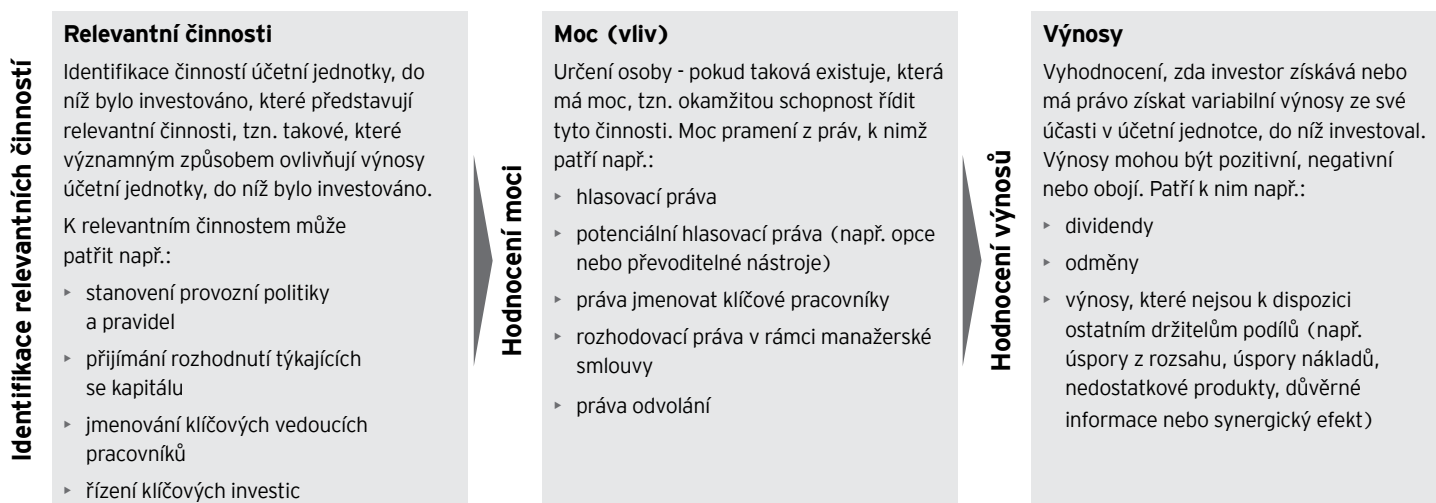 Identifikace relevantních činností
Relevantní činnosti
Identifikace činností účetní jednotky, do
níž bylo investováno, které představují
relevantní činnosti, tzn. takové, které
významným způsobem ovlivňují výnosy
účetní jednotky, do níž bylo investováno.
K relevantním činnostem může
patřit např.:
▸ stanovení provozní politiky
a pravidel
▸ přijímání rozhodnutí týkajících
se kapitálu
▸ jmenování klíčových vedoucích
pracovníků
▸ řízení klíčových investic
Hodnocení moci
Moc (vliv)
Určení osoby - pokud taková existuje, která
má moc, tzn. okamžitou schopnost řídit
tyto činnosti. Moc pramení z práv, k nimž
patří např.:
▸ hlasovací práva
▸ potenciální hlasovací práva (např. opce
nebo převoditelné nástroje)
▸ práva jmenovat klíčové pracovníky
▸ rozhodovací práva v rámci manažerské
smlouvy
▸ práva odvolání
Hodnocení výnosů
Výnosy
Vyhodnocení, zda investor získává nebo
má právo získat variabilní výnosy ze své
účasti v účetní jednotce, do níž investoval.
Výnosy mohou být pozitivní, negativní
nebo obojí. Patří k nim např.:
▸ dividendy
▸ odměny
▸ výnosy, které nejsou k dispozici
ostatním držitelům podílů (např.
úspory z rozsahu, úspory nákladů,
nedostatkové produkty, důvěrné
informace nebo synergický efekt)